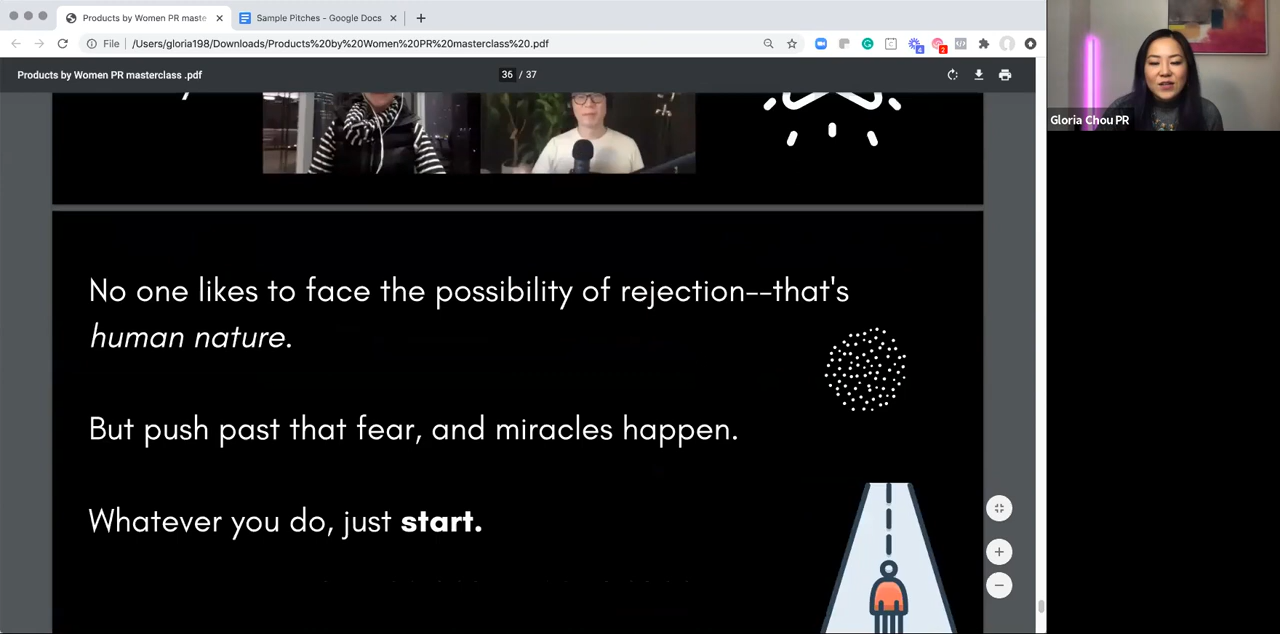 Products by Women PR maste
Sample Pitches - Google Docs
File
/Users/gloria198/Downloads/Products%20by%20Women%20PR%20masterclass%20.pdf
4
2
Products by Women PR masterclass .pdf
36 / 37
Gloria Chou PR
No one likes to face the possibility of rejection--that's
human nature.
But push past that fear, and miracles happen.
Whatever you do, just start.